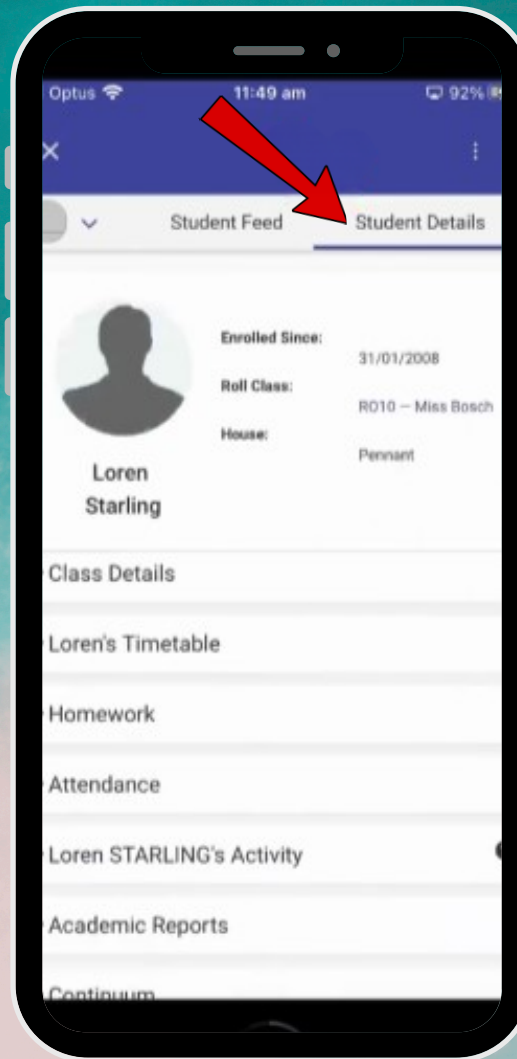 Optus 11:49 am 92%
Student Feed Student Details
Enrolled Since:
31/01/2008
Roll Class:
RO10 – Miss Bosch
House:
Pennant
Loren
Starling
Class Details
Loren's Timetable
Homework
Attendance
Loren STARLING's Activity
Academic Reports
Continuum